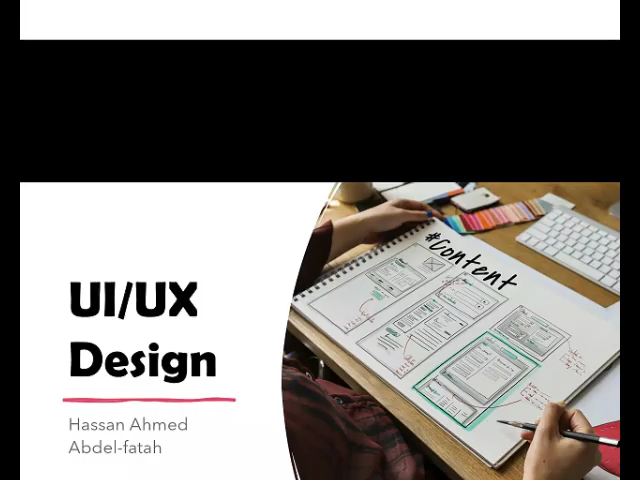 UI/UX
Design
Hassan Ahmed
Abdel-fatah
#Content